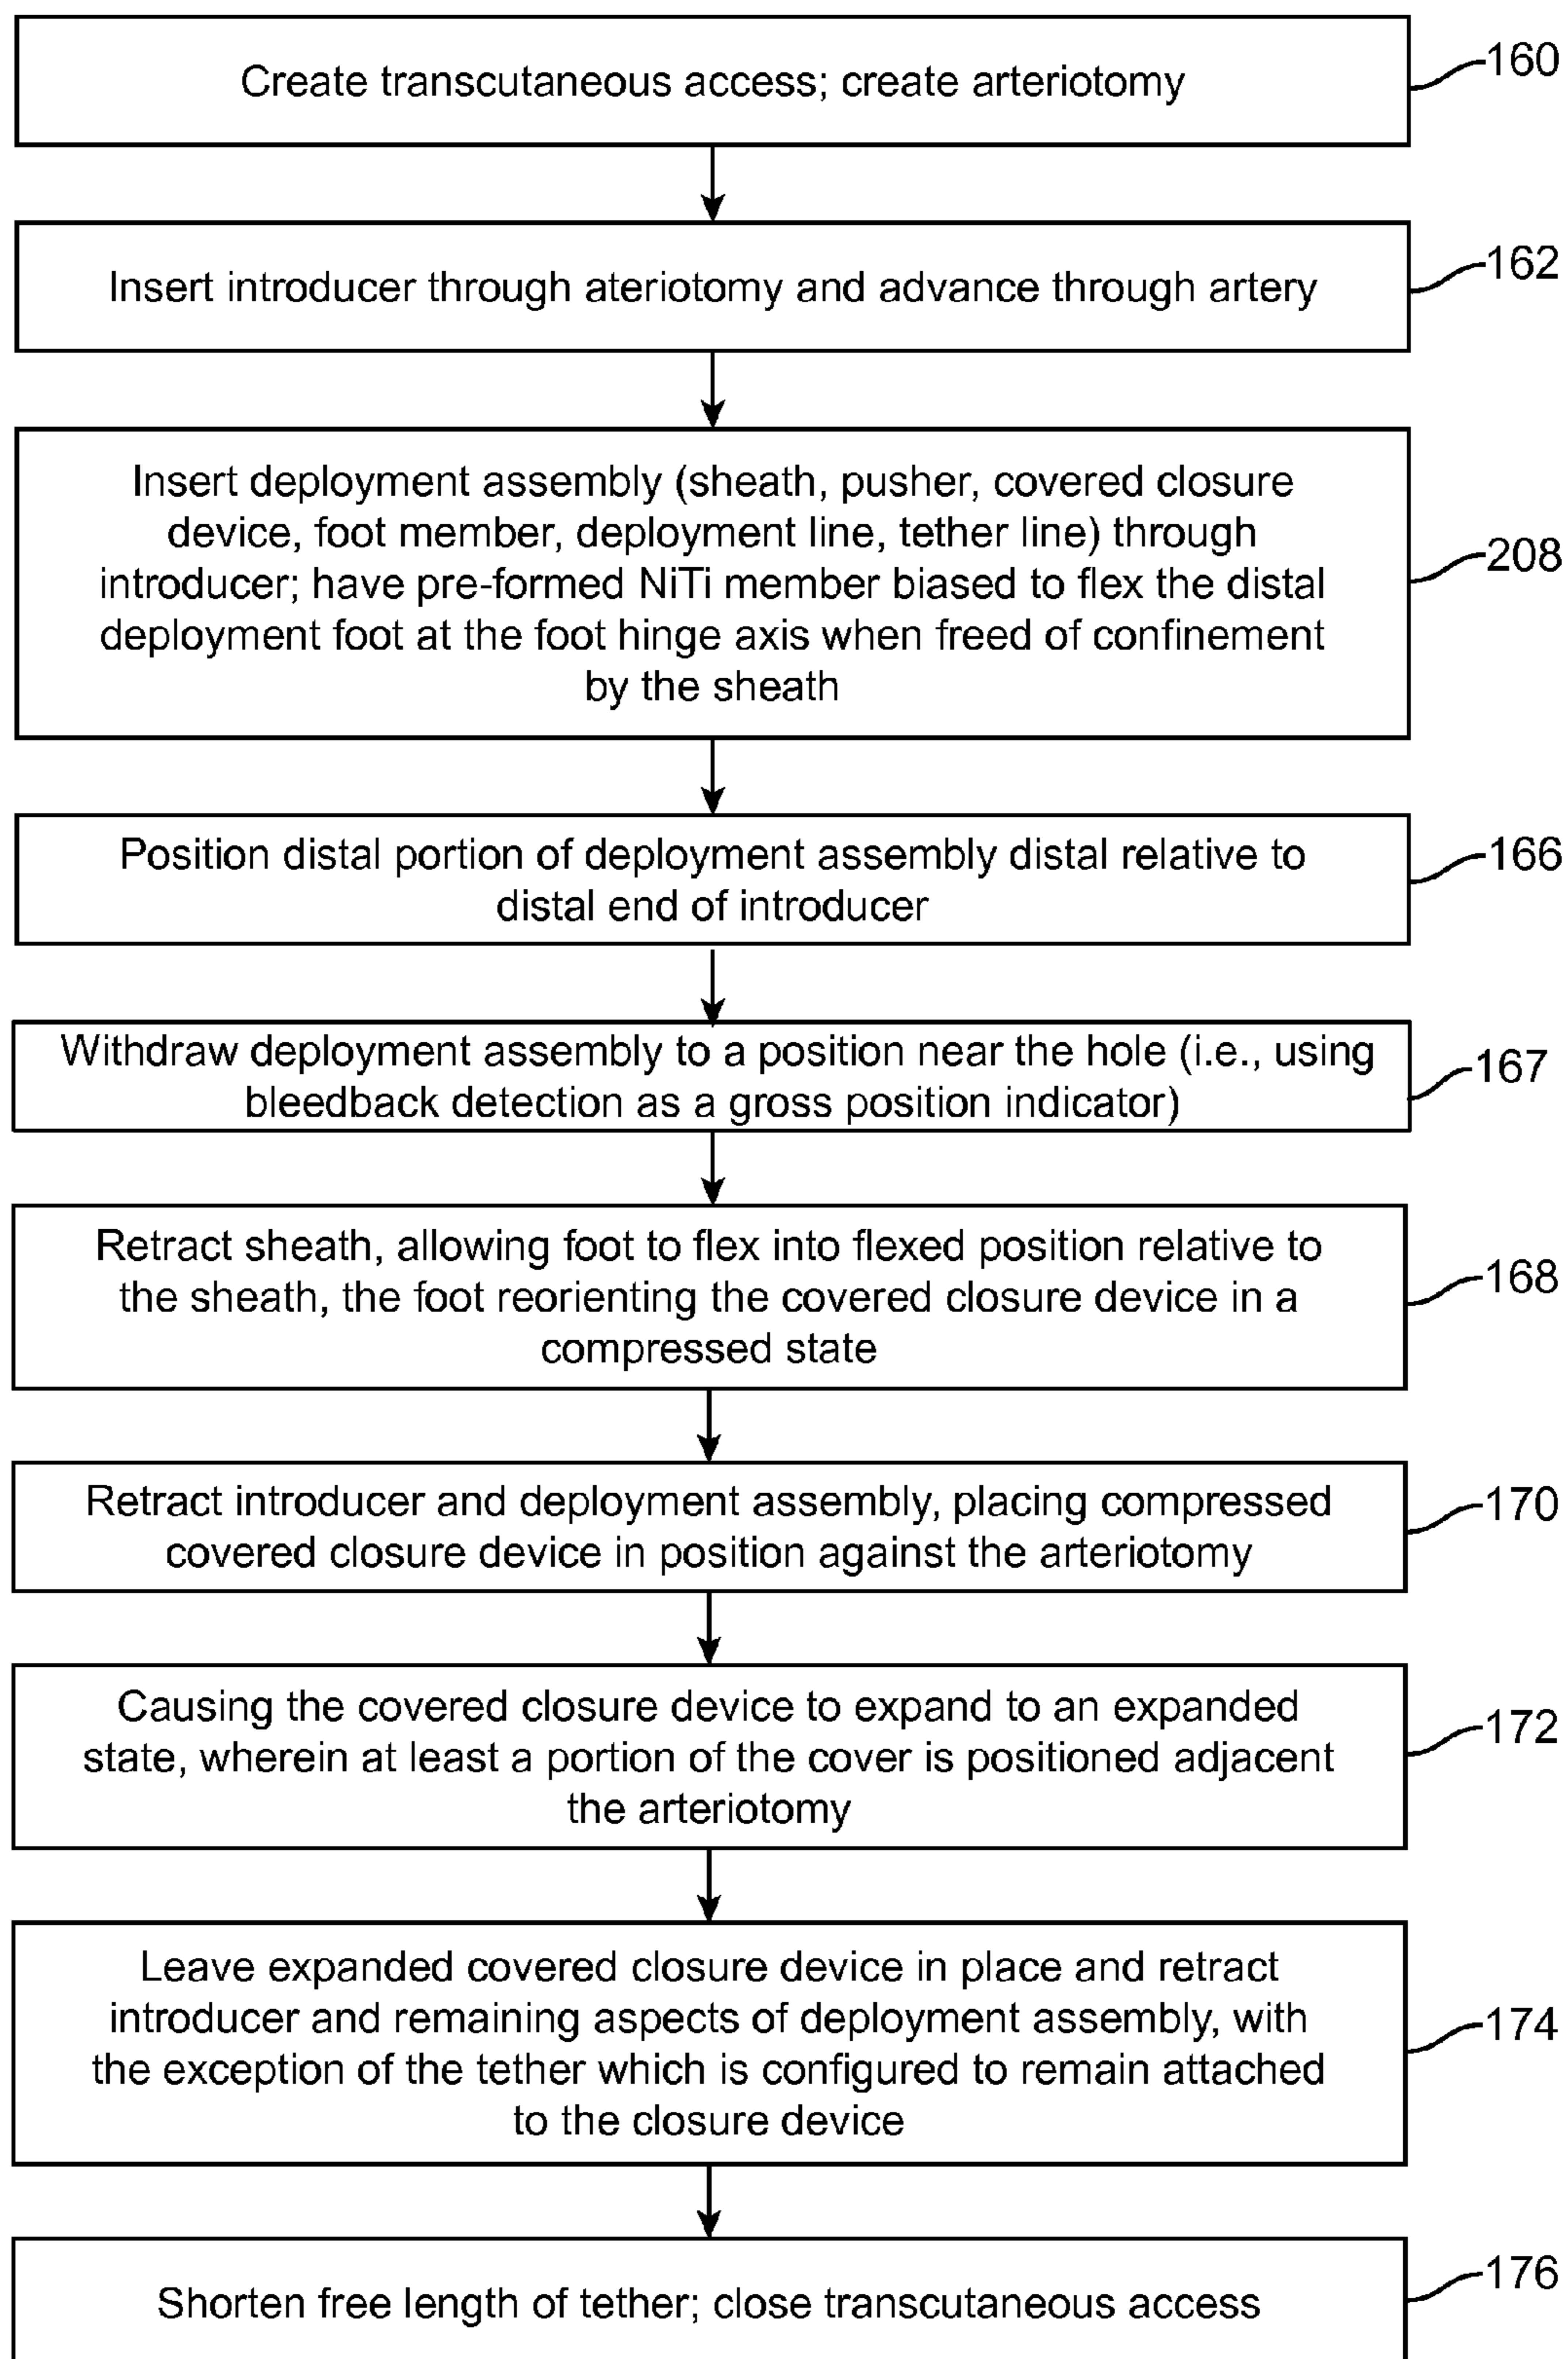 Create transcutaneous access; create arteriotomy
160
Insert introducer through ateriotomy and advance through artery
162
Insert deployment assembly (sheath, pusher, covered closure
device, foot member, deployment line, tether line) through
introducer; have pre-formed NiTi member biased to flex the distal
deployment foot at the foot hinge axis when freed of confinement
by the sheath
208
Position distal portion of deployment assembly distal relative to
distal end of introducer
166
Withdraw deployment assembly to a position near the hole (i.e., using
bleedback detection as a gross position indicator)
167
Retract sheath, allowing foot to flex into flexed position relative to
the sheath, the foot reorienting the covered closure device in a
compressed state
168
Retract introducer and deployment assembly, placing compressed
covered closure device in position against the arteriotomy
170
Causing the covered closure device to expand to an expanded
state, wherein at least a portion of the cover is positioned adjacent
the arteriotomy
172
Leave expanded covered closure device in place and retract
introducer and remaining aspects of deployment assembly, with
the exception of the tether which is configured to remain attached
to the closure device
174
Shorten free length of tether; close transcutaneous access
176